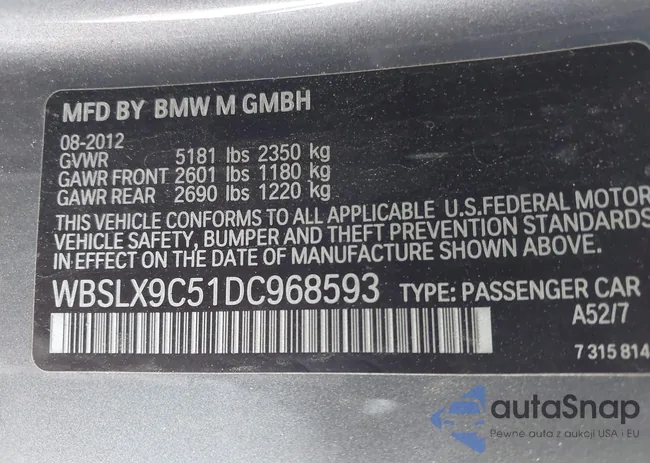 MFD BY BMW M GMBH
08-2012
GVWR 5181 lbs 2350 kg
GAWR FRONT 2601 lbs 1180 kg
GAWR REAR 2690 lbs 1220 kg
THIS VEHICLE CONFORMS TO ALL APPLICABLE U.S.FEDERAL MOTOR
VEHICLE SAFETY, BUMPER AND THEFT PREVENTION STANDARDS
IN EFFECT ON THE DATE OF MANUFACTURE SHOWN ABOVE.
WBSLX9C51DC968593 TYPE: PASSENGER CAR
A52/7
7 315 814
autaSnap
Pewne auta z aukcji USA i EU